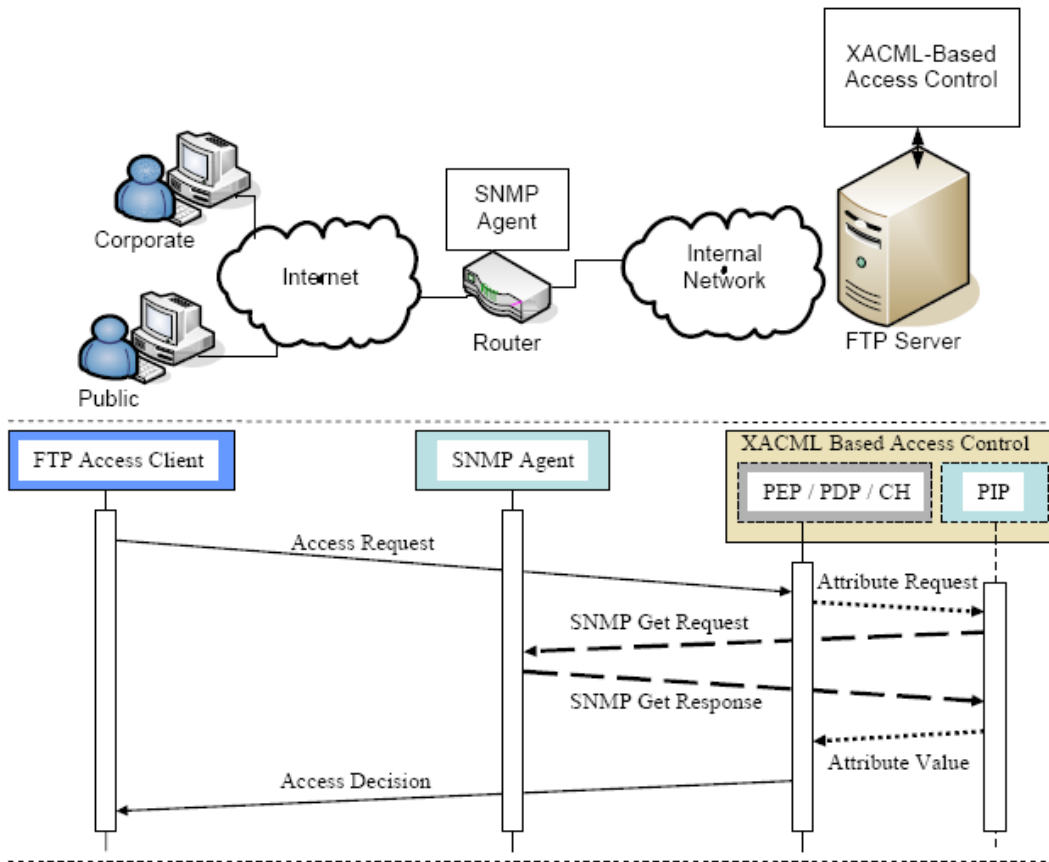 XACML-Based
Access Control
SNMP
Agent
Corporate
Internet
Internal
Network
Router
FTP Server
Public
FTP Access Client
SNMP Agent
XACML Based Access Control
PEP / PDP / CH
PIP
Access Request
Attribute Request
SNMP Get Request
SNMP Get Response
Attribute Value
Access Decision